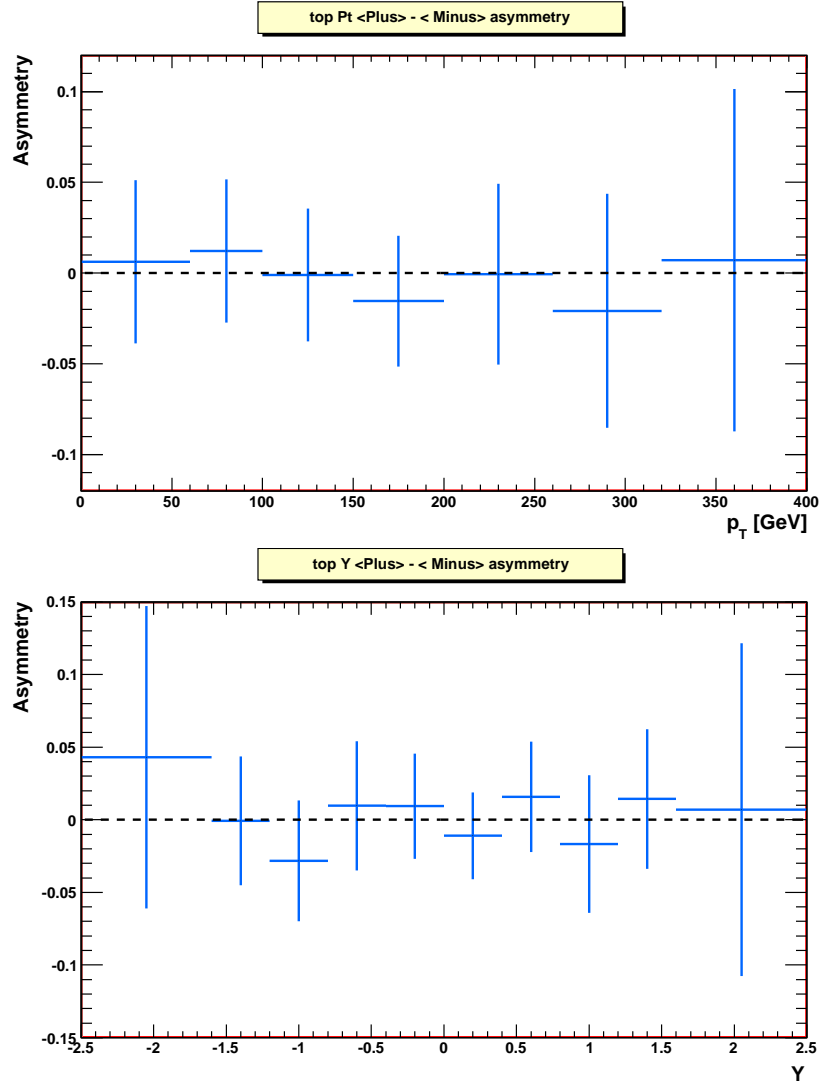 top Pt <Plus> - < Minus> asymmetry
Asymmetry
0.1
0.05
0
-0.05
-0.1
0 50 100 150 200 250 300 350 400
p_T [GeV]
top Y <Plus> - < Minus> asymmetry
Asymmetry
0.15
0.1
0.05
0
-0.05
-0.1
-0.15
-2.5 -2 -1.5 -1 -0.5 0 0.5 1 1.5 2 2.5
Y